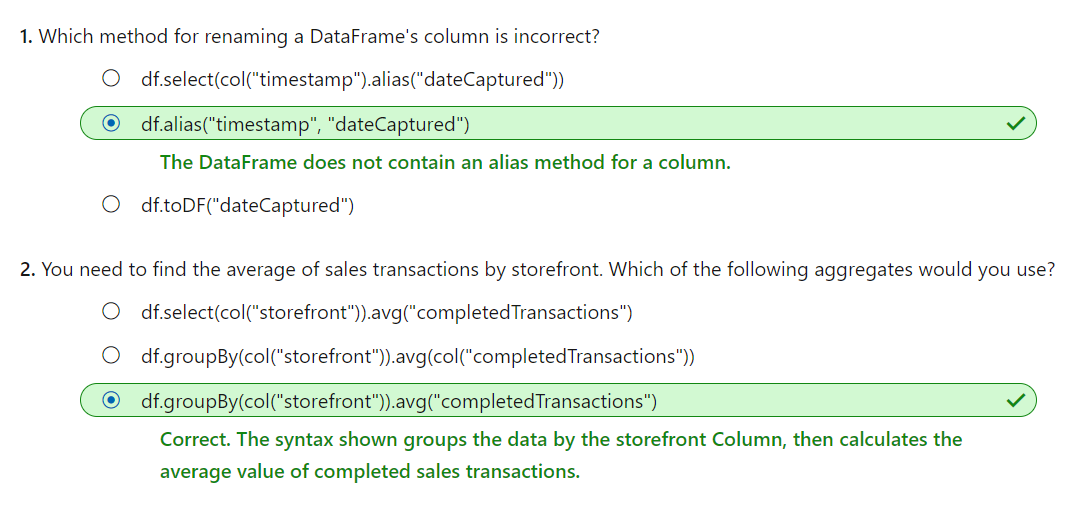 1. Which method for renaming a DataFrame's column is incorrect?
df.select(col("timestamp").alias("dateCaptured"))
df.alias("timestamp", "dateCaptured")
The DataFrame does not contain an alias method for a column.
df.toDF("dateCaptured")
2. You need to find the average of sales transactions by storefront. Which of the following aggregates would you use?
df.select(col("storefront")).avg("completedTransactions")
df.groupBy(col("storefront")).avg(col("completedTransactions"))
df.groupBy(col("storefront")).avg("completedTransactions")
Correct. The syntax shown groups the data by the storefront Column, then calculates the
average value of completed sales transactions.